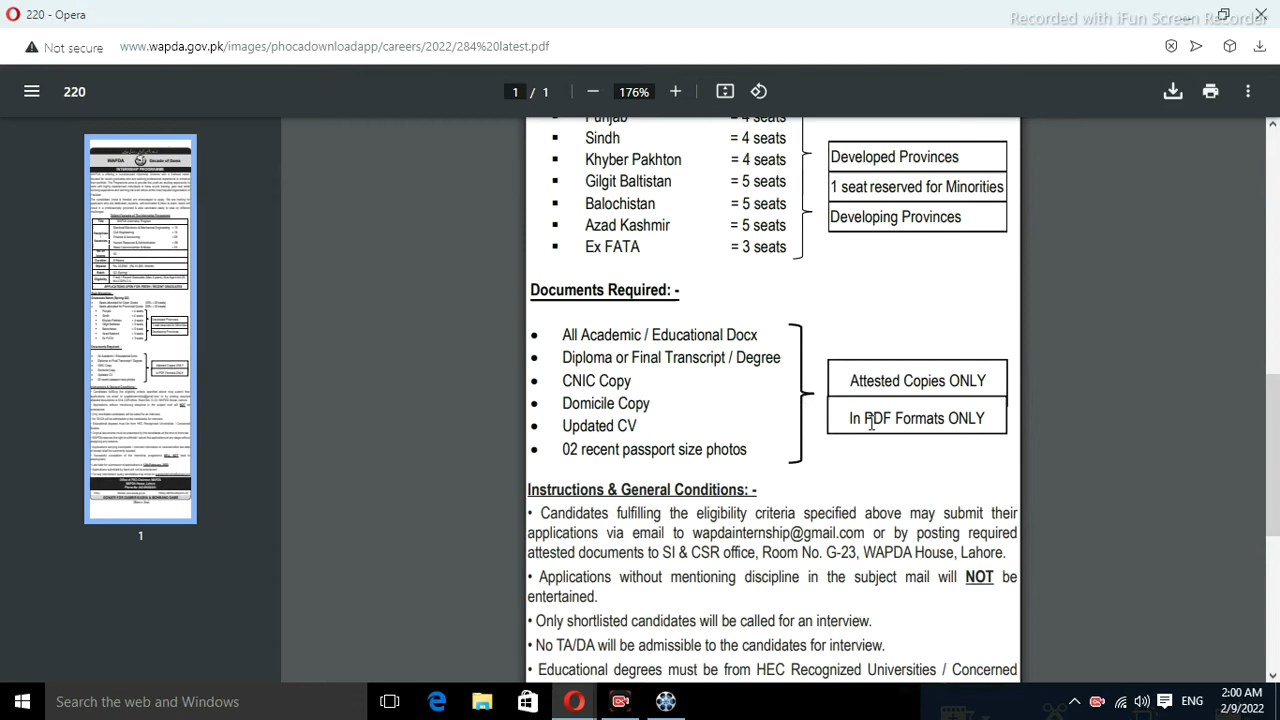 220 - Opera
Recorded with iFun Screen Recorder
Not secure
www.wapda.gov.pk/images/phocadownloadapp/careers/2022/284%20latest.pdf
220
1 / 1
176%
Punjab = 4 seats
Sindh = 4 seats
Khyber Pakhton = 4 seats
Gilgit Baltistan = 5 seats
Balochistan = 5 seats
Azad Kashmir = 5 seats
Ex FATA = 3 seats
Developed Provinces
1 seat reserved for Minorities
Developing Provinces
Documents Required: -
• All Academic / Educational Docx
• Diploma or Final Transcript / Degree
• CNIC Copy
• Domicile Copy
• Updated CV
• 02 recent passport size photos
Attested Copies ONLY
PDF Formats ONLY
Instructions & General Conditions: -
• Candidates fulfilling the eligibility criteria specified above may submit their
applications via email to wapdainternship@gmail.com or by posting required
attested documents to SI & CSR office, Room No. G-23, WAPDA House, Lahore.
• Applications without mentioning discipline in the subject mail will NOT be
entertained.
• Only shortlisted candidates will be called for an interview.
• No TA/DA will be admissible to the candidates for interview.
• Educational degrees must be from HEC Recognized Universities / Concerned
1
Search the web and Windows
ENG
2:00 AM
2/9/2022